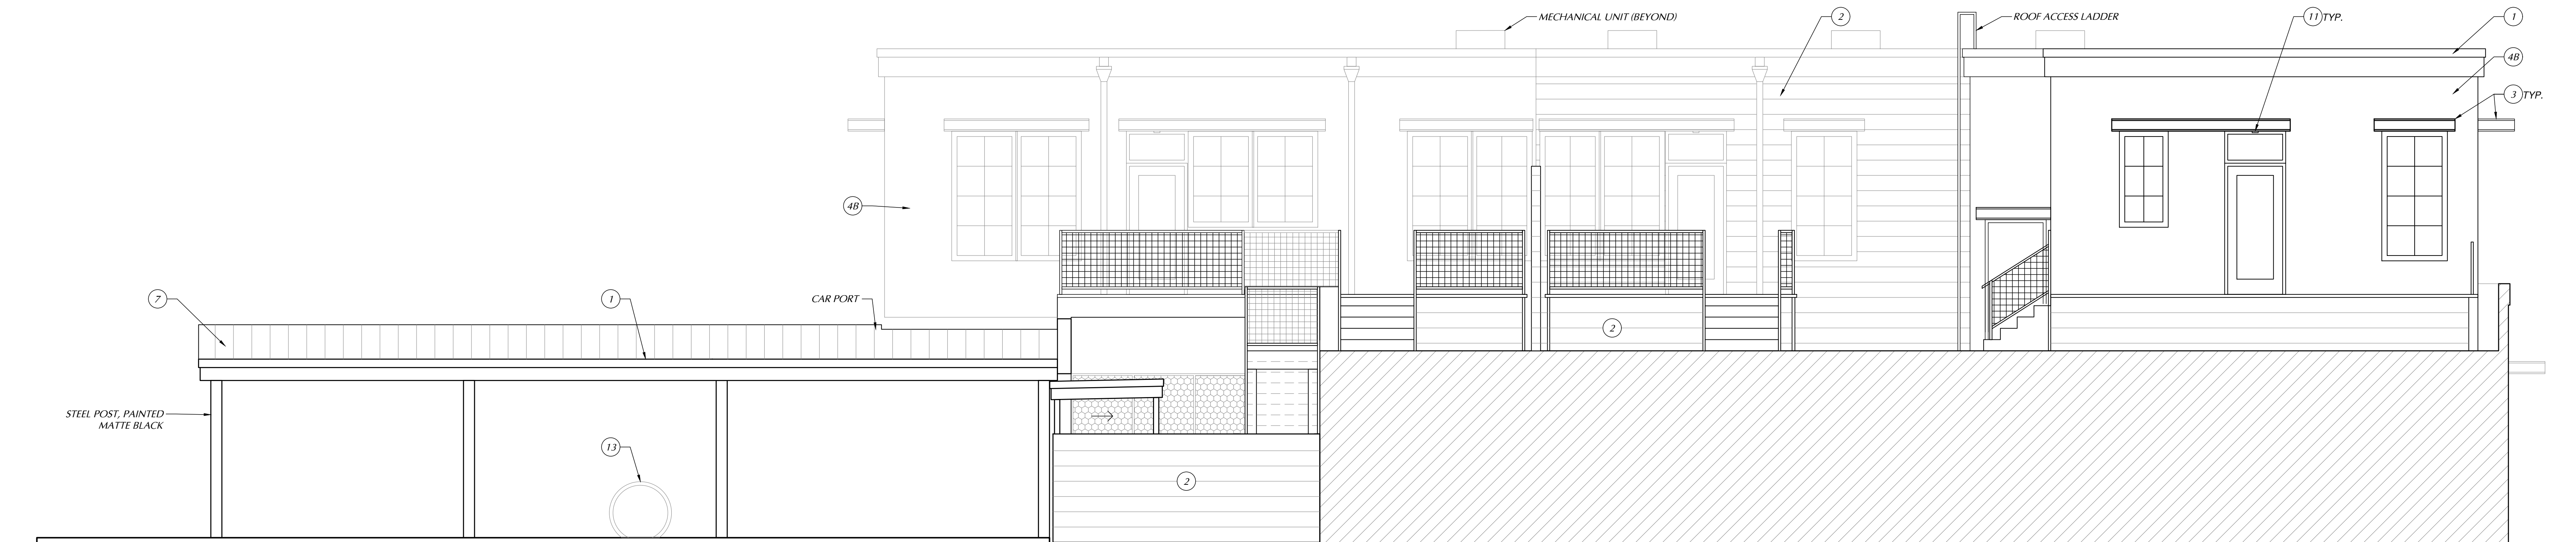 MECHANICAL UNIT (BEYOND)
2
ROOF ACCESS LADDER
11 TYP.
1
4B
3 TYP.
4B
7
1
CAR PORT
2
STEEL POST, PAINTED
MATTE BLACK
13
2